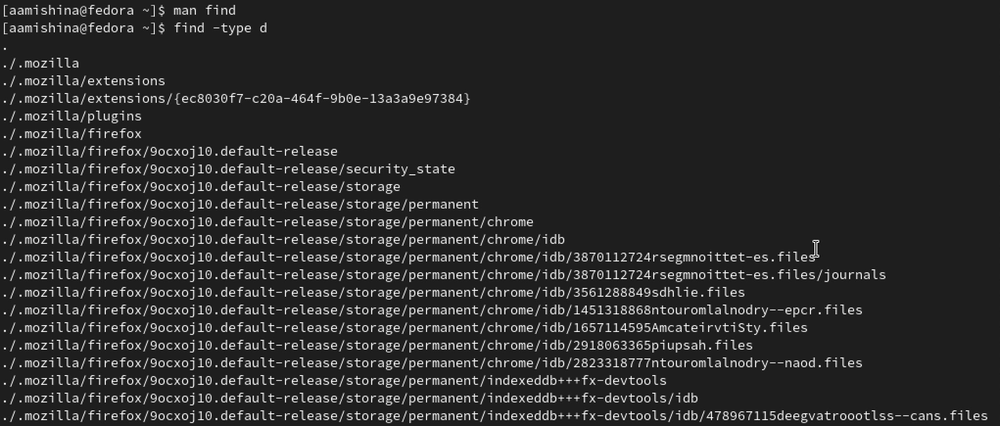 [aamishina@fedora ~]$ man find
[aamishina@fedora ~]$ find -type d
.
./.mozilla
./.mozilla/extensions
./.mozilla/extensions/{ec8030f7-c20a-464f-9b0e-13a3a9e97384}
./.mozilla/plugins
./.mozilla/firefox
./.mozilla/firefox/9ocxoj10.default-release
./.mozilla/firefox/9ocxoj10.default-release/security_state
./.mozilla/firefox/9ocxoj10.default-release/storage
./.mozilla/firefox/9ocxoj10.default-release/storage/permanent
./.mozilla/firefox/9ocxoj10.default-release/storage/permanent/chrome
./.mozilla/firefox/9ocxoj10.default-release/storage/permanent/chrome/idb
./.mozilla/firefox/9ocxoj10.default-release/storage/permanent/chrome/idb/3870112724rsegmnoittet-es.files
./.mozilla/firefox/9ocxoj10.default-release/storage/permanent/chrome/idb/3870112724rsegmnoittet-es.files/journals
./.mozilla/firefox/9ocxoj10.default-release/storage/permanent/chrome/idb/3561288849sdhlie.files
./.mozilla/firefox/9ocxoj10.default-release/storage/permanent/chrome/idb/1451318868ntouromlalnodry--epcr.files
./.mozilla/firefox/9ocxoj10.default-release/storage/permanent/chrome/idb/1657114595AmcateirvtiSty.files
./.mozilla/firefox/9ocxoj10.default-release/storage/permanent/chrome/idb/2918063365piupsah.files
./.mozilla/firefox/9ocxoj10.default-release/storage/permanent/chrome/idb/2823318777ntouromlalnodry--naod.files
./.mozilla/firefox/9ocxoj10.default-release/storage/permanent/indexeddb+++fx-devtools
./.mozilla/firefox/9ocxoj10.default-release/storage/permanent/indexeddb+++fx-devtools/idb
./.mozilla/firefox/9ocxoj10.default-release/storage/permanent/indexeddb+++fx-devtools/idb/478967115deegvatroootlss--cans.files